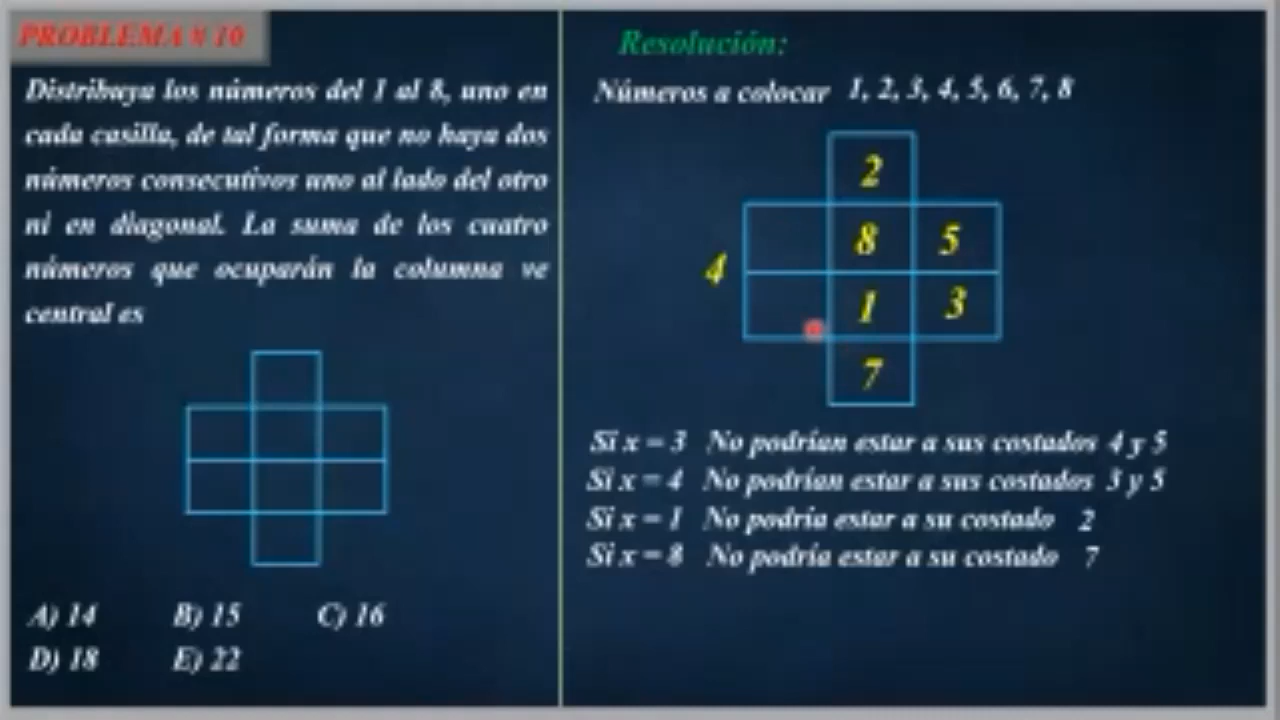 PROBLEMA # 10
Distribuya los números del 1 al 8, uno en
cada casilla, de tal forma que no haya dos
números consecutivos uno al lado del otro
ni en diagonal. La suma de los cuatro
números que ocuparán la columna ve
central es
A) 14 B) 15 C) 16
D) 18 E) 22
Resolución:
Números a colocar 1, 2, 3, 4, 5, 6, 7, 8
2
8 5
4
1 3
7
Si x = 3 No podrían estar a sus costados 4 y 5
Si x = 4 No podrían estar a sus costados 3 y 5
Si x = 1 No podría estar a su costado 2
Si x = 8 No podría estar a su costado 7